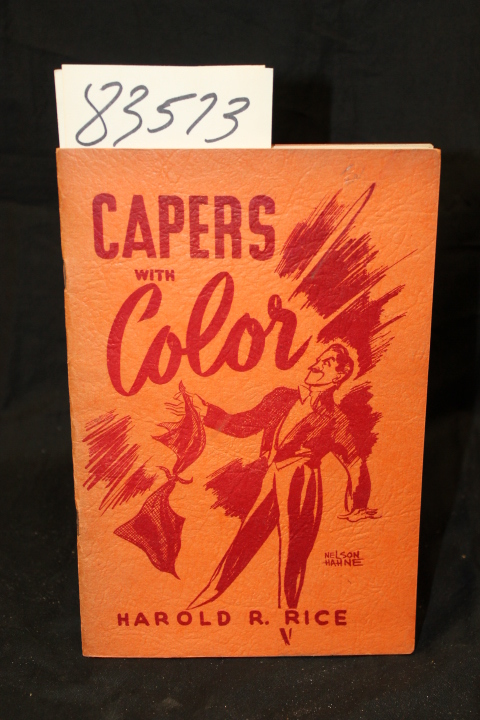 83573
CAPERS
WITH
Color
NELSON
HAHNE
HAROLD R. RICE